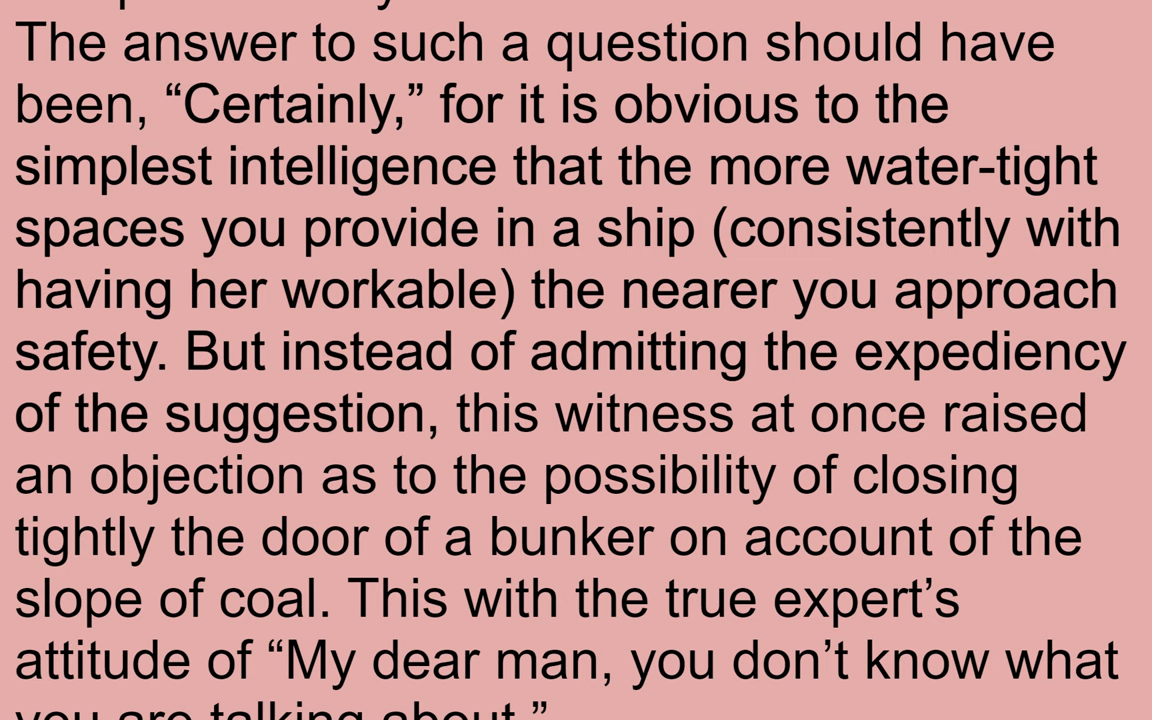 The answer to such a question should have
been, “Certainly,” for it is obvious to the
simplest intelligence that the more water-tight
spaces you provide in a ship (consistently with
having her workable) the nearer you approach
safety. But instead of admitting the expediency
of the suggestion, this witness at once raised
an objection as to the possibility of closing
tightly the door of a bunker on account of the
slope of coal. This with the true expert’s
attitude of “My dear man, you don’t know what
you are talking about.”